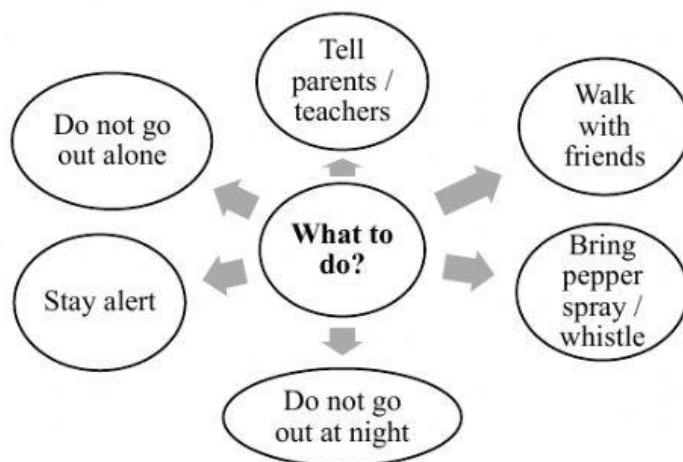 Tell
parents /
teachers
Do not go
out alone
Walk
with
friends
What to
do?
Stay alert
Bring
pepper
spray /
whistle
Do not go
out at night